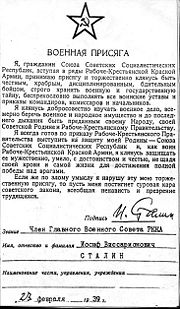 ВОЕННАЯ ПРИСЯГА
Я, гражданин Союза Советских Социалистических
Республик, вступая в ряды Рабоче-Крестьянской Красной
Армии, принимаю присягу и торжественно клянусь быть
честным, храбрым, дисциплинированным, бдительным
бойцом, строго хранить военную и государственную
тайну, беспрекословно выполнять все воинские уставы
и приказы командиров, комиссаров и начальников.
Я клянусь добросовестно изучать военное дело, всемерно
беречь военное и народное имущество и до последнего
дыхания быть преданным своему Народу, своей
Советской Родине и Рабоче-Крестьянскому Правительству.
Я всегда готов по приказу Рабоче-Крестьянского
Правительства выступить на защиту моей Родины —
Союза Советских Социалистических Республик и, как воин
Рабоче-Крестьянской Красной Армии, я клянусь защищать
ее мужественно, умело, с достоинством и честью, не щадя
своей крови и самой жизни для достижения полной
победы над врагами.
Если же по злому умыслу я нарушу эту мою торжественную
присягу, то пусть меня постигнет суровая кара
советского закона, всеобщая ненависть и презрение
трудящихся.
Подпись И. Сталин
Звание Член Главного Военного Совета РККА
Имя, отчество и фамилия Иосиф Виссарионович
СТАЛИН
Наименование части, управления, учреждения
23 февраля 1939 г.